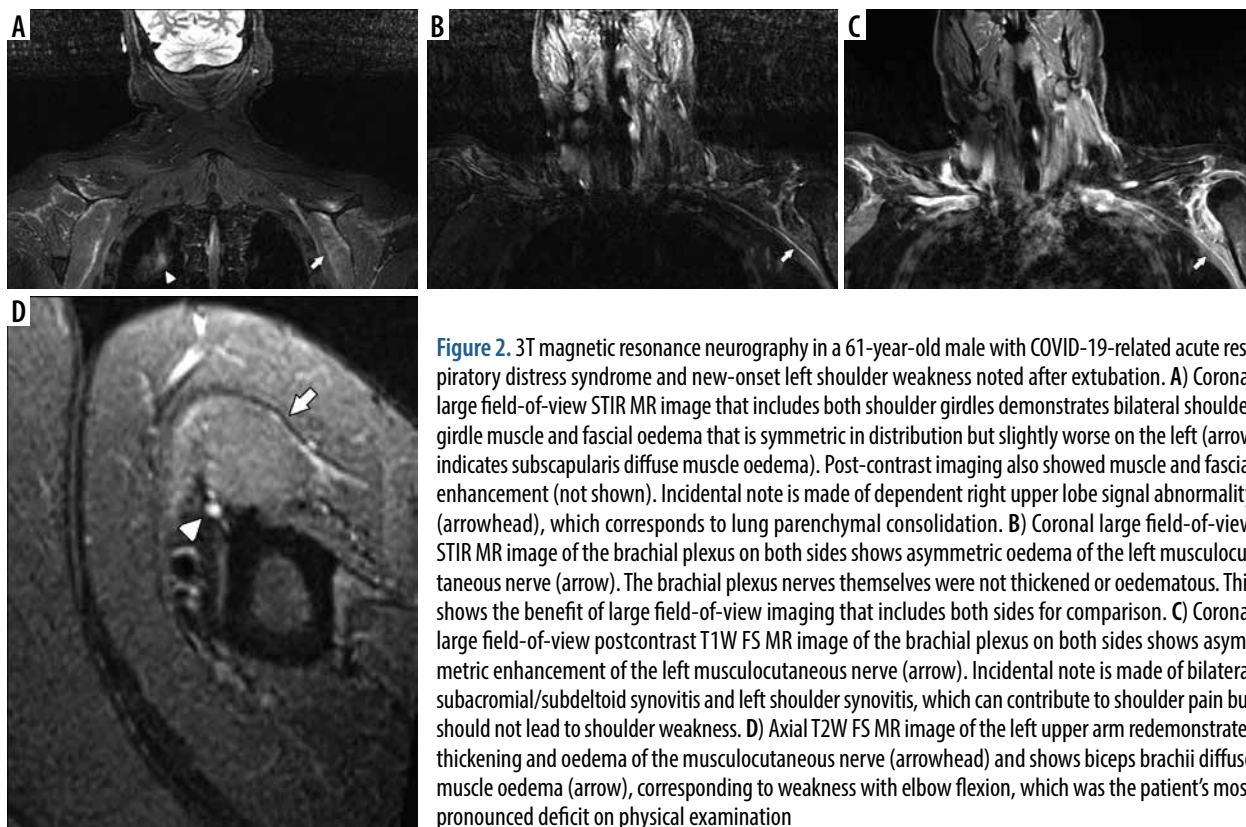 A
B
C
D
Figure 2. 3T magnetic resonance neurography in a 61-year-old male with COVID-19-related acute res
piratory distress syndrome and new-onset left shoulder weakness noted after extubation. A) Corona
large field-of-view STIR MR image that includes both shoulder girdles demonstrates bilateral shoulde
girdle muscle and fascial oedema that is symmetric in distribution but slightly worse on the left (arrow
indicates subscapularis diffuse muscle oedema). Post-contrast imaging also showed muscle and fascia
enhancement (not shown). Incidental note is made of dependent right upper lobe signal abnormality
(arrowhead), which corresponds to lung parenchymal consolidation. B) Coronal large field-of-view
STIR MR image of the brachial plexus on both sides shows asymmetric oedema of the left musculocu
taneous nerve (arrow). The brachial plexus nerves themselves were not thickened or oedematous. Thi
shows the benefit of large field-of-view imaging that includes both sides for comparison. C) Corona
large field-of-view postcontrast T1W FS MR image of the brachial plexus on both sides shows asym
metric enhancement of the left musculocutaneous nerve (arrow). Incidental note is made of bilatera
subacromial/subdeltoid synovitis and left shoulder synovitis, which can contribute to shoulder pain bu
should not lead to shoulder weakness. D) Axial T2W FS MR image of the left upper arm redemonstrate
thickening and oedema of the musculocutaneous nerve (arrowhead) and shows biceps brachii diffuse
muscle oedema (arrow), corresponding to weakness with elbow flexion, which was the patient's mos
pronounced deficit on physical examination